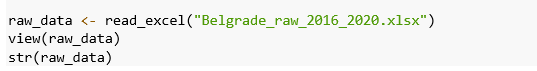 raw_data <- read_excel("Belgrade_raw_2016_2020.xlsx")
view(raw_data)
str(raw_data)